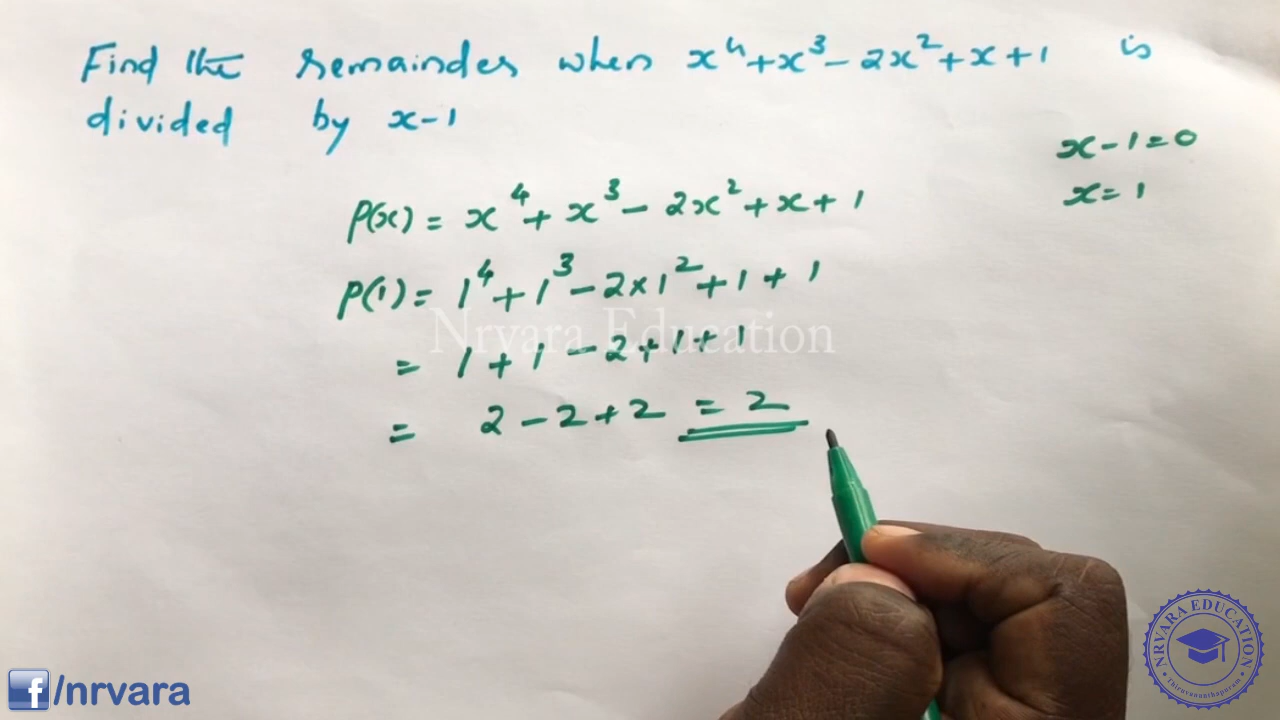 Find the remainder when x⁴+x³-2x²+x+1 is
divided by x-1
x-1=0
x=1
P(x) = x⁴+x³-2x²+x+1
P(1) = 1⁴+1³-2×1²+1+1
= 1+1-2+1+1
= 2-2+2 = 2
Nrvara Education
f/nrvara
NRVARA EDUCATION
Thiruvananthapuram